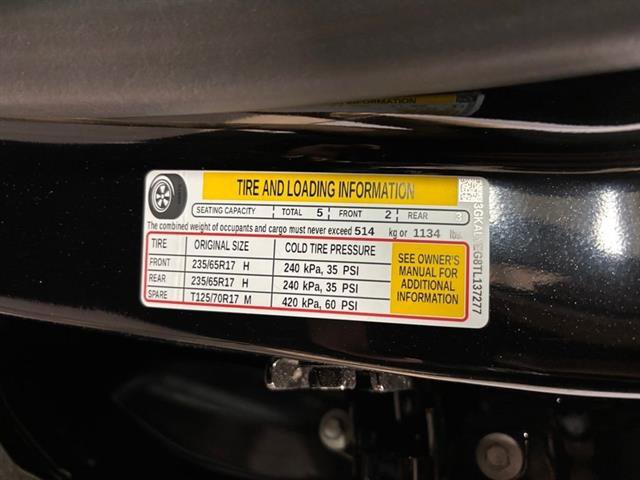 TIRE AND LOADING INFORMATION
SEATING CAPACITY TOTAL 5 FRONT 2 REAR 3
The combined weight of occupants and cargo must never exceed 514 kg or 1134 lbs.
TIRE ORIGINAL SIZE COLD TIRE PRESSURE
FRONT 235/65R17 H 240 kPa, 35 PSI
REAR 235/65R17 H 240 kPa, 35 PSI
SPARE T125/70R17 M 420 kPa, 60 PSI
SEE OWNER'S
MANUAL FOR
ADDITIONAL
INFORMATION
INFORMATION